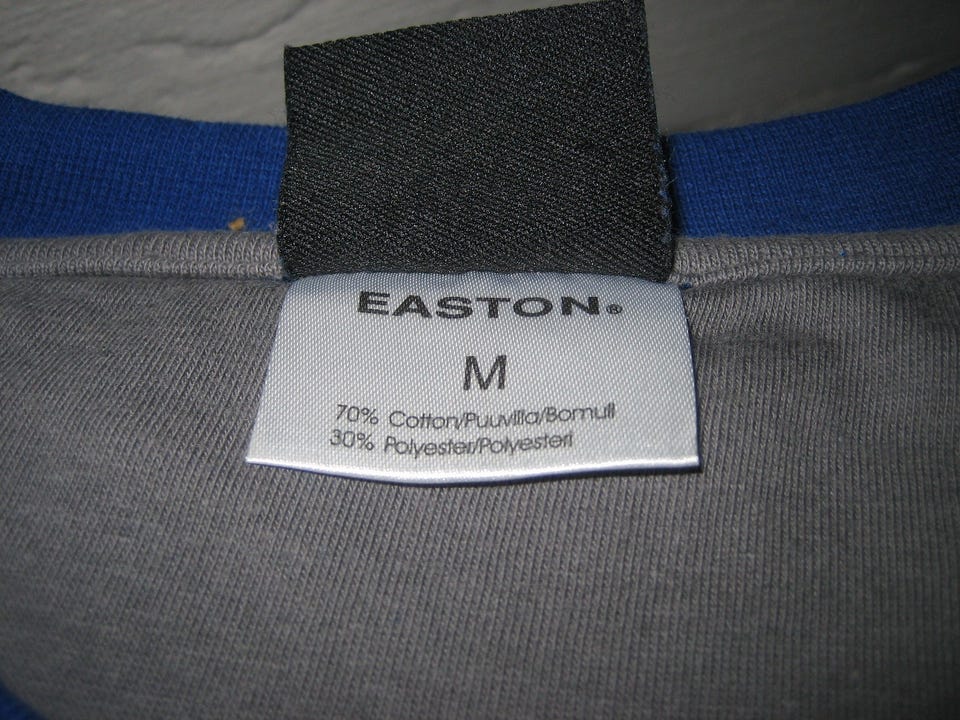 EASTON®
M
70% Cotton/Puuvilla/Bomull
30% Polyester/Polyesteri